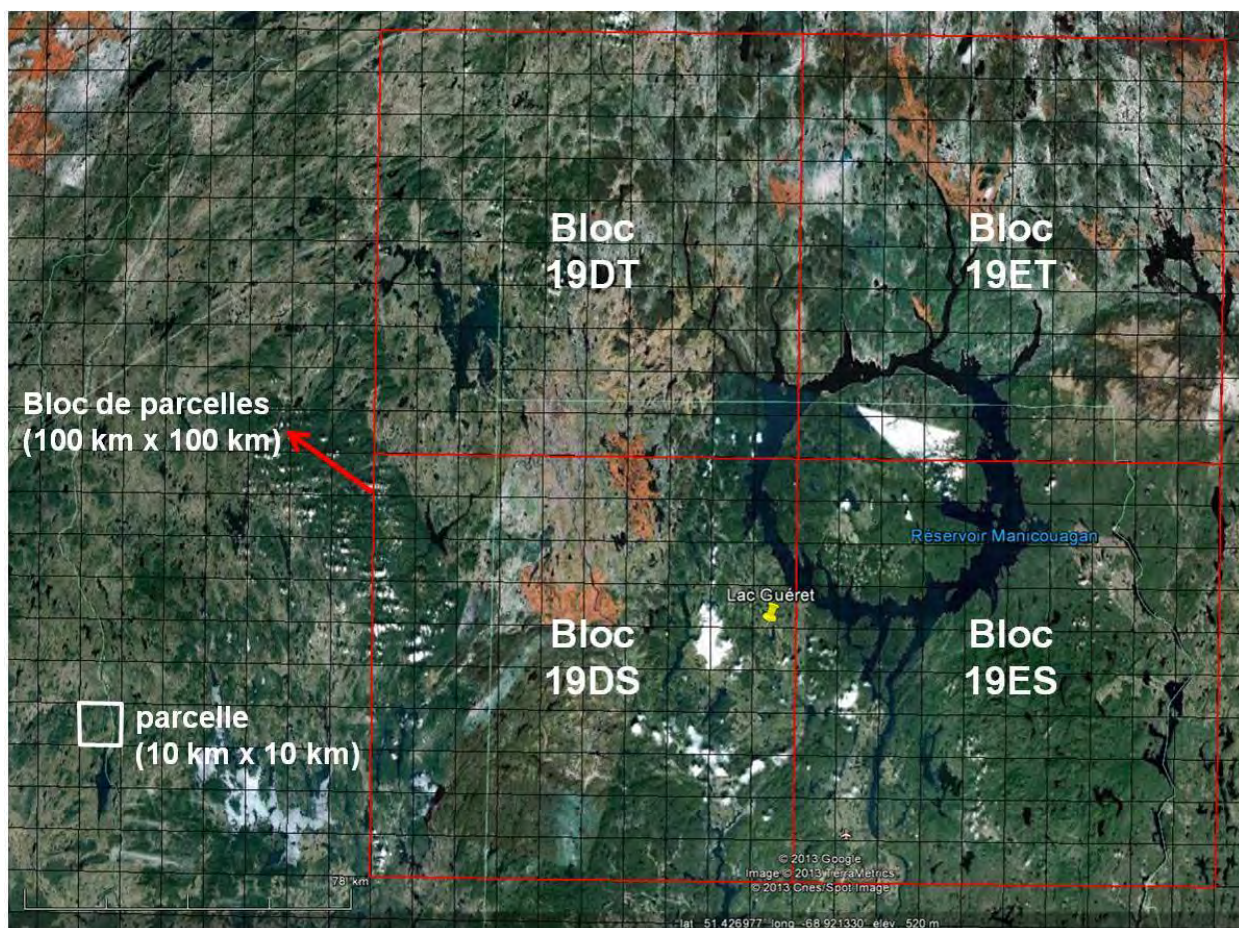 Bloc
19DT
Bloc
19ET
Bloc de parcelles
(100 km x 100 km)
Réservoir Manicouagan
Lac Guéret
Bloc
19DS
Bloc
19ES
parcelle
(10 km x 10 km)
© 2013 Google
Image © 2013 TerraMetrics
© 2013 Cnes/Spot Image
78 km
lat 51.426977° long -68.921330° elev 520 m